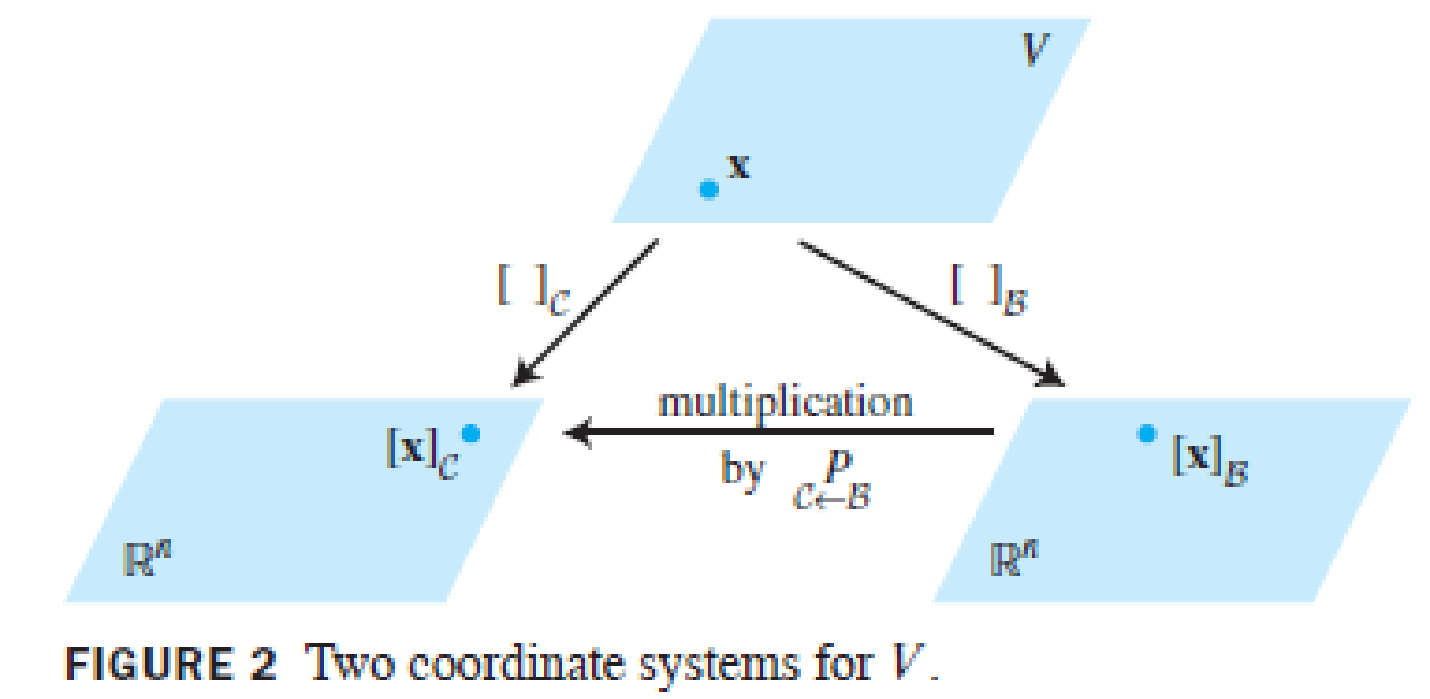 V
x
[ ]𝒞
[ ]ℬ
multiplication
by P
𝒞←ℬ
[x]𝒞
[x]ℬ
ℝⁿ
ℝⁿ
FIGURE 2 Two coordinate systems for V.